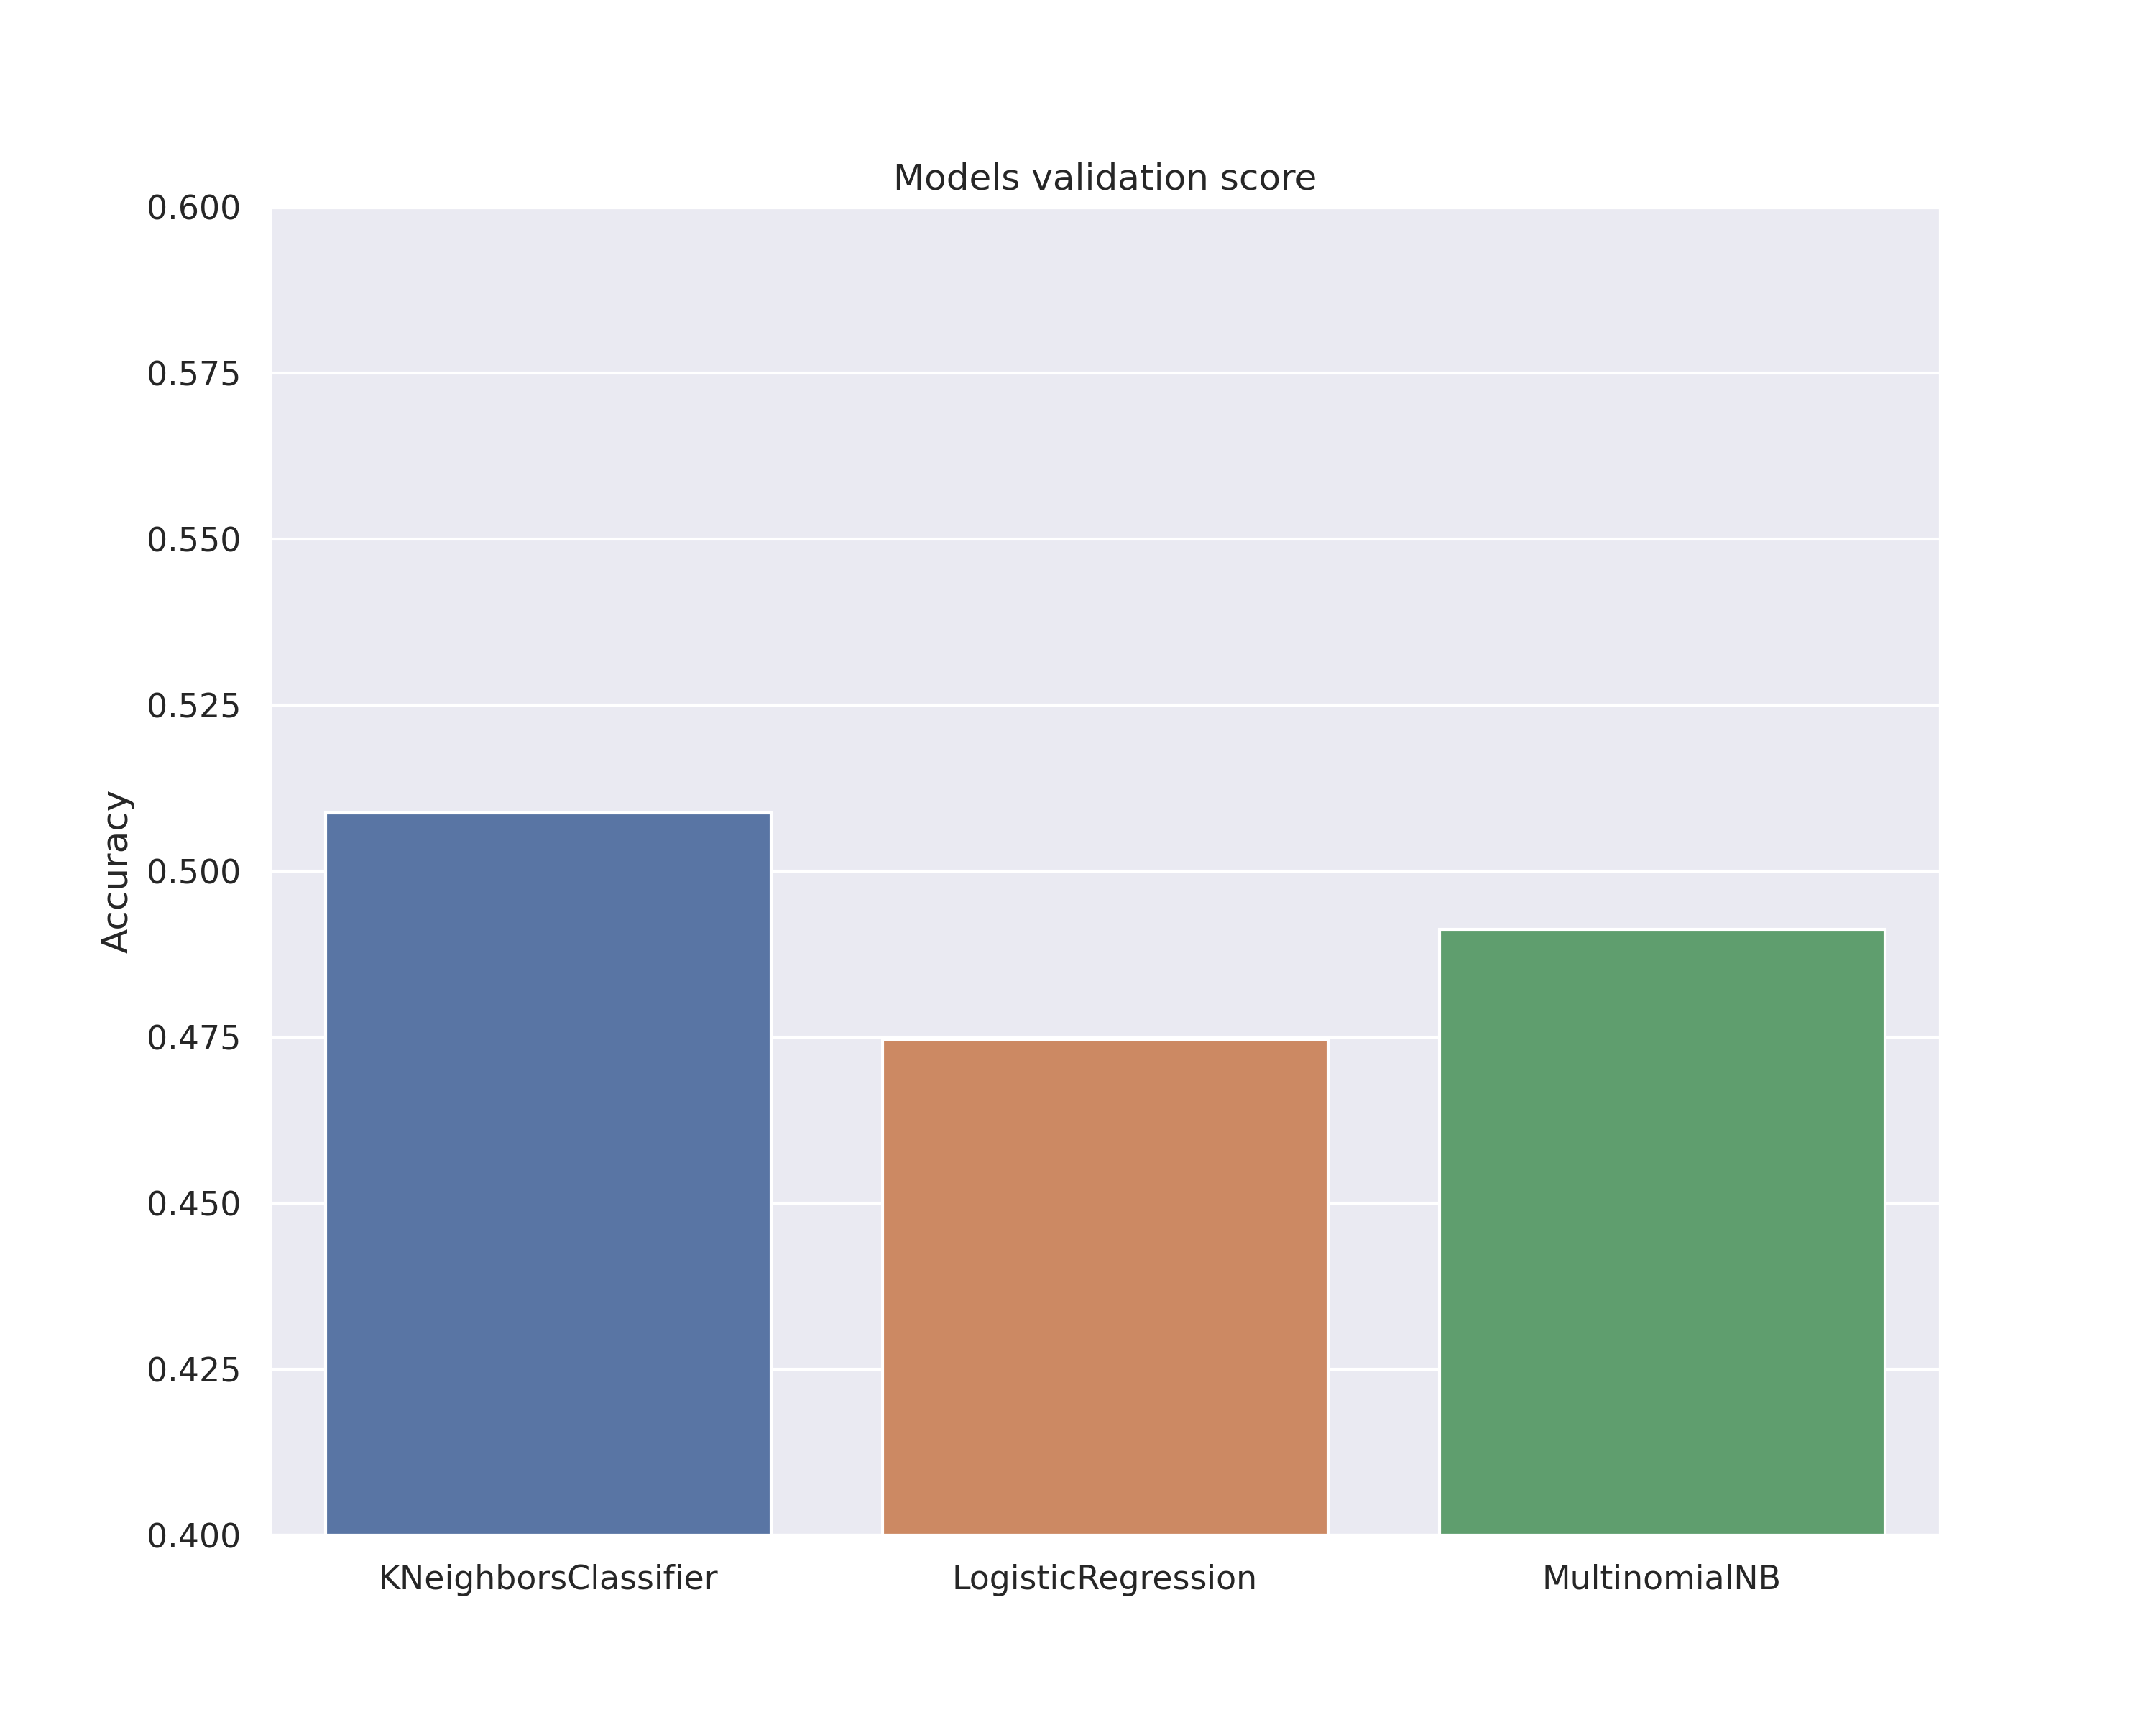 Models validation score
0.600
0.575
0.550
0.525
0.500
0.475
0.450
0.425
0.400
Accuracy
KNeighborsClassifier
LogisticRegression
MultinomialNB